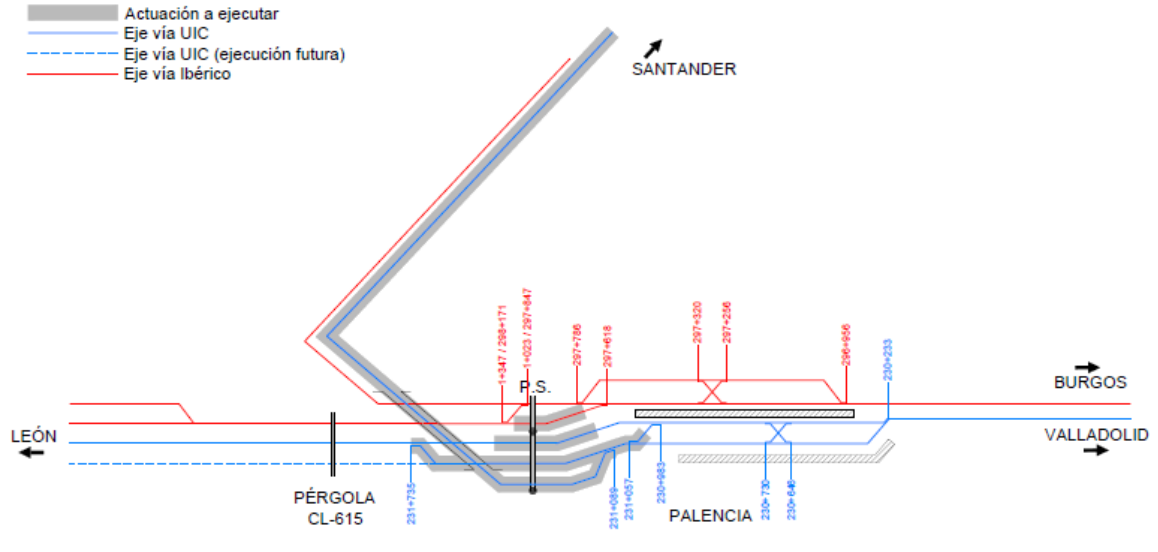 Actuación a ejecutar
Eje vía UIC
Eje vía UIC (ejecución futura)
Eje vía Ibérico
SANTANDER
1+347 / 298+171
1+023 / 297+847
297+786
297+618
297+320
297+256
296+956
230+233
P.S.
BURGOS
LEÓN
VALLADOLID
PÉRGOLA
CL-615
231+735
231+089
231+057
230+983
PALENCIA
230+730
230+646